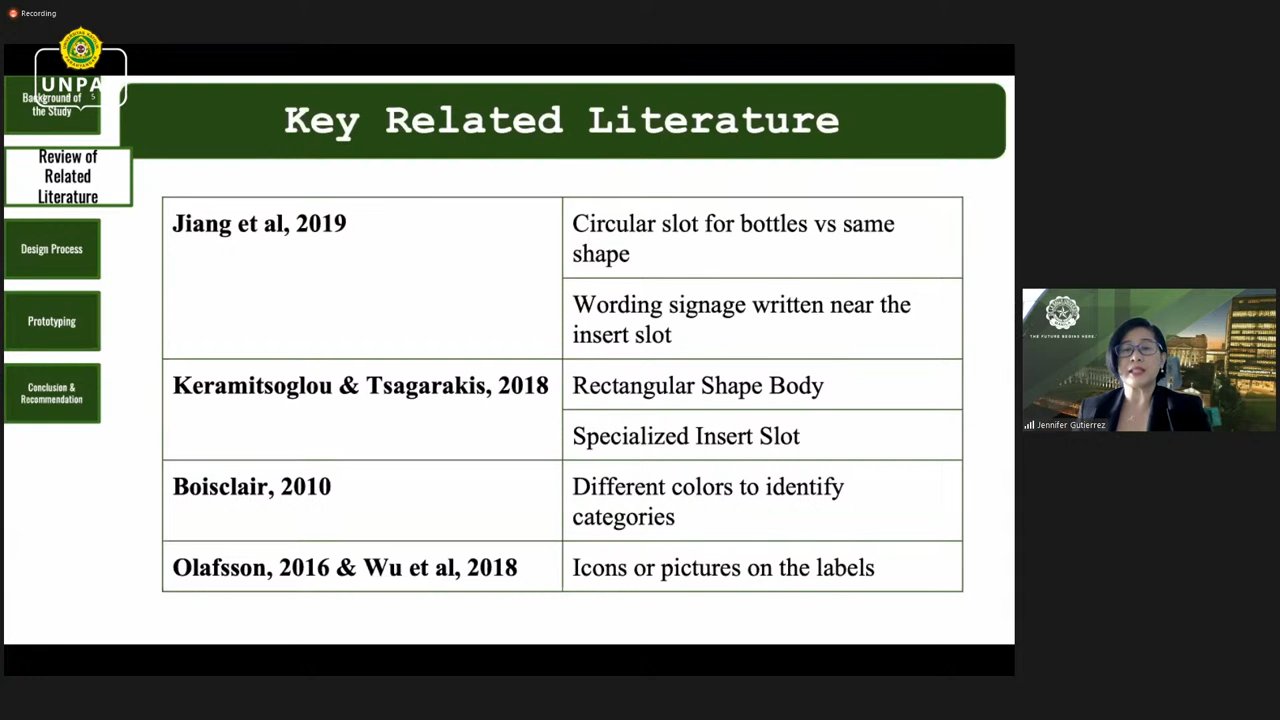 Recording
UNPA
Background of
the Study
Key Related Literature
Review of
Related
Literature
Design Process
Prototyping
Conclusion &
Recommendation
Jiang et al, 2019
Circular slot for bottles vs same
shape
Wording signage written near the
insert slot
Keramitsoglou & Tsagarakis, 2018
Rectangular Shape Body
Specialized Insert Slot
Boisclair, 2010
Different colors to identify
categories
Olafsson, 2016 & Wu et al, 2018
Icons or pictures on the labels
THE FUTURE BEGINS HERE.
Jennifer Gutierrez